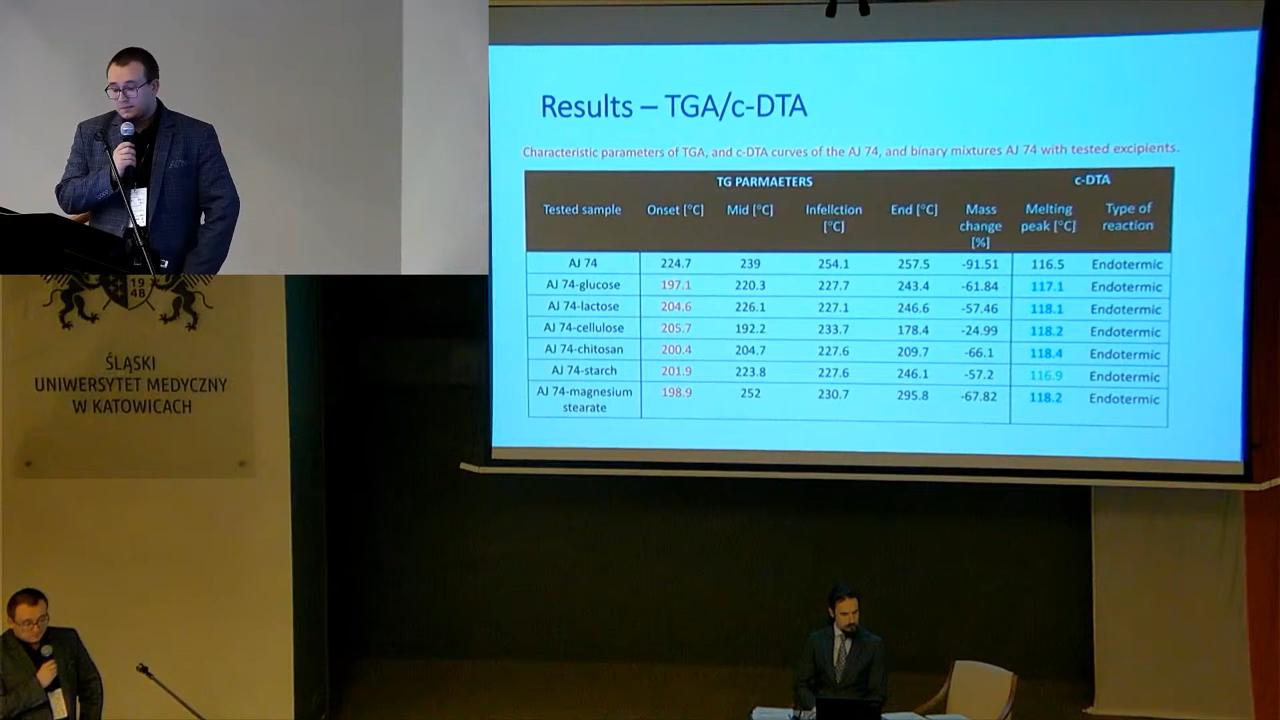 Results – TGA/c-DTA
Characteristic parameters of TGA, and c-DTA curves of the AJ 74, and binary mixtures AJ 74 with tested excipients.
TG PARMAETERS c-DTA
Tested sample Onset [°C] Mid [°C] Infellction [°C] End [°C] Mass change [%] Melting peak [°C] Type of reaction
AJ 74 224.7 239 254.1 257.5 -91.51 116.5 Endotermic
AJ 74-glucose 197.1 220.3 227.7 243.4 -61.84 117.1 Endotermic
AJ 74-lactose 204.6 226.1 227.1 246.6 -57.46 118.1 Endotermic
AJ 74-cellulose 205.7 192.2 233.7 178.4 -24.99 118.2 Endotermic
AJ 74-chitosan 200.4 204.7 227.6 209.7 -66.1 118.4 Endotermic
AJ 74-starch 201.9 223.8 227.6 246.1 -57.2 116.9 Endotermic
AJ 74-magnesium stearate 198.9 252 230.7 295.8 -67.82 118.2 Endotermic
19
48
ŚLĄSKI
UNIWERSYTET MEDYCZNY
W KATOWICACH